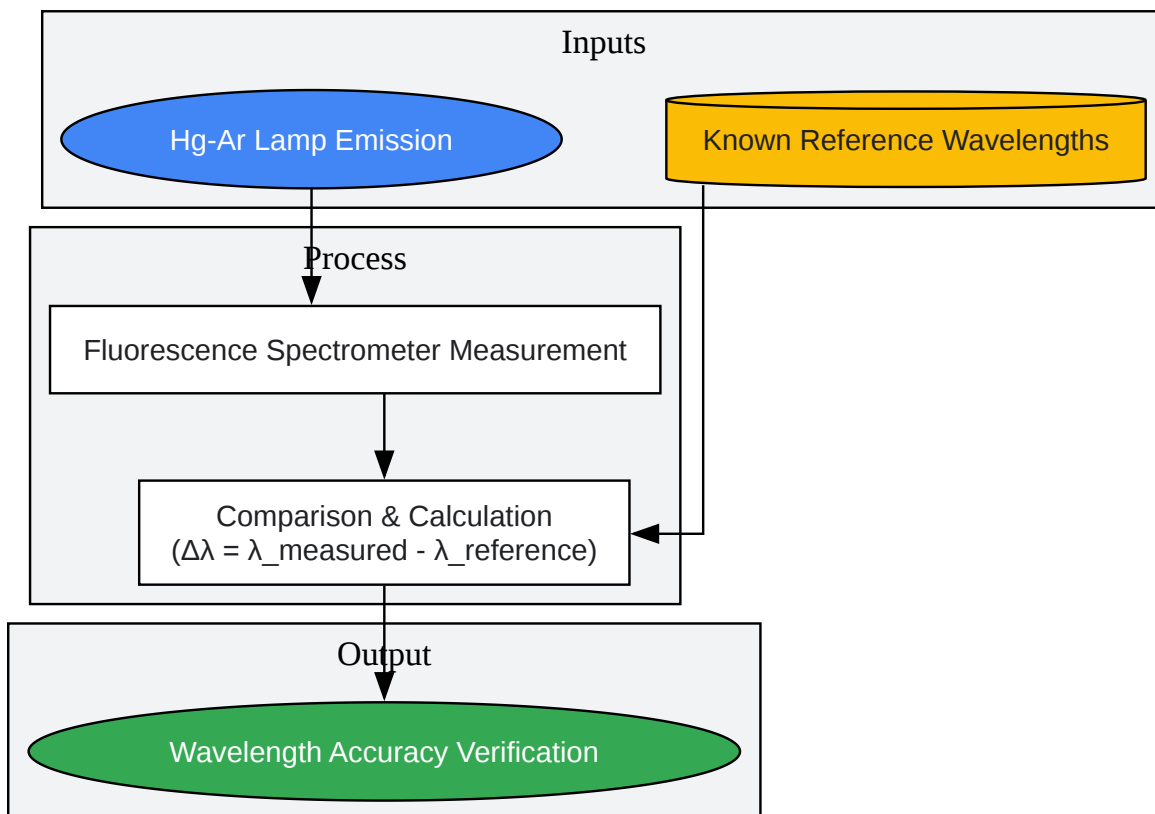 Inputs
Hg-Ar Lamp Emission
Known Reference Wavelengths
Process
Fluorescence Spectrometer Measurement
Comparison & Calculation
(Δλ = λ_measured - λ_reference)
Output
Wavelength Accuracy Verification